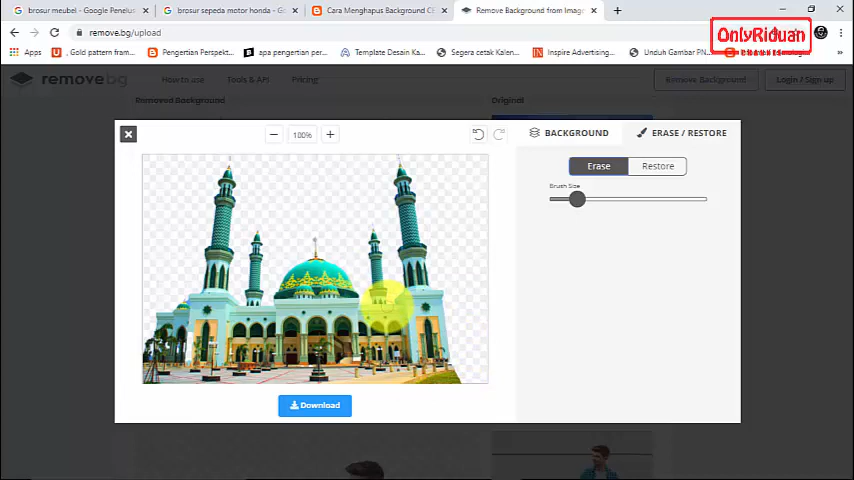 brosur meubel - Google Penelus
brosur sepeda motor honda - G
Cara Menghapus Background CE
Remove Background from Image
remove.bg/upload
OnlyRiduan
Apps
, Gold pattern fram
Pengertian Perspekt
apa pengertian per
Template Desain Ka
Segera cetak Kalen
Inspire Advertising
Unduh Gambar PN
removebg
How to use
Tools & API
Pricing
Remove Background
Login / Sign up
Removed Background
Original
100%
BACKGROUND
ERASE / RESTORE
Erase
Restore
Brush Size
Download